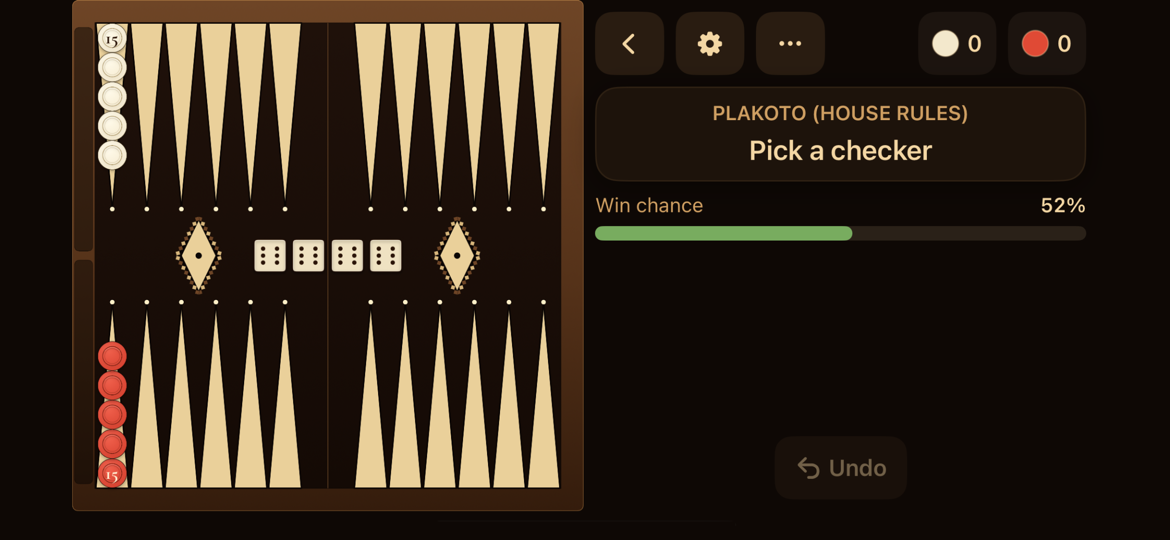 15
0
0
PLAKOTO (HOUSE RULES)
Pick a checker
Win chance
52%
Undo
15